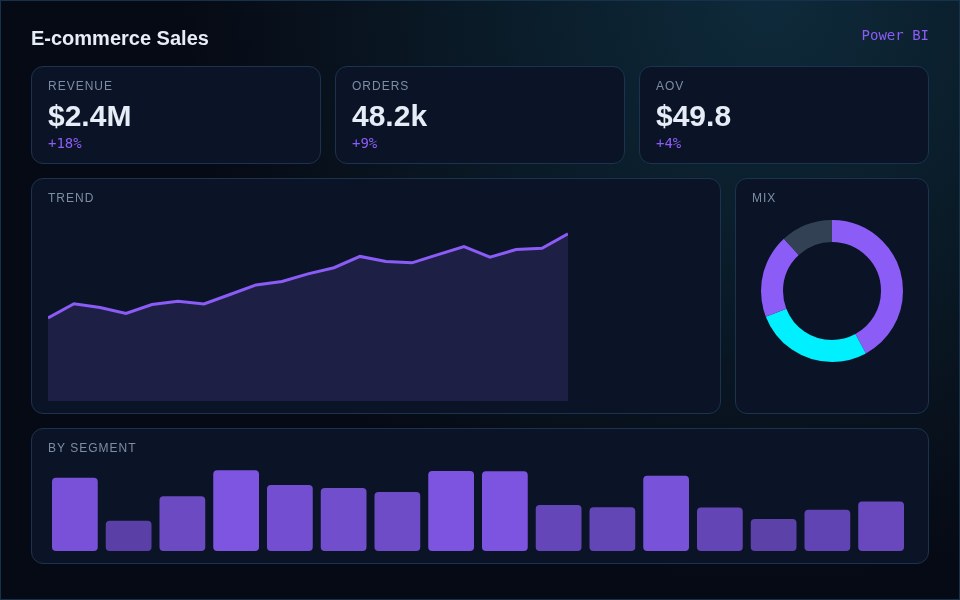 E-commerce Sales
Power BI
REVENUE
$2.4M
+18%
ORDERS
48.2k
+9%
AOV
$49.8
+4%
TREND
MIX
BY SEGMENT